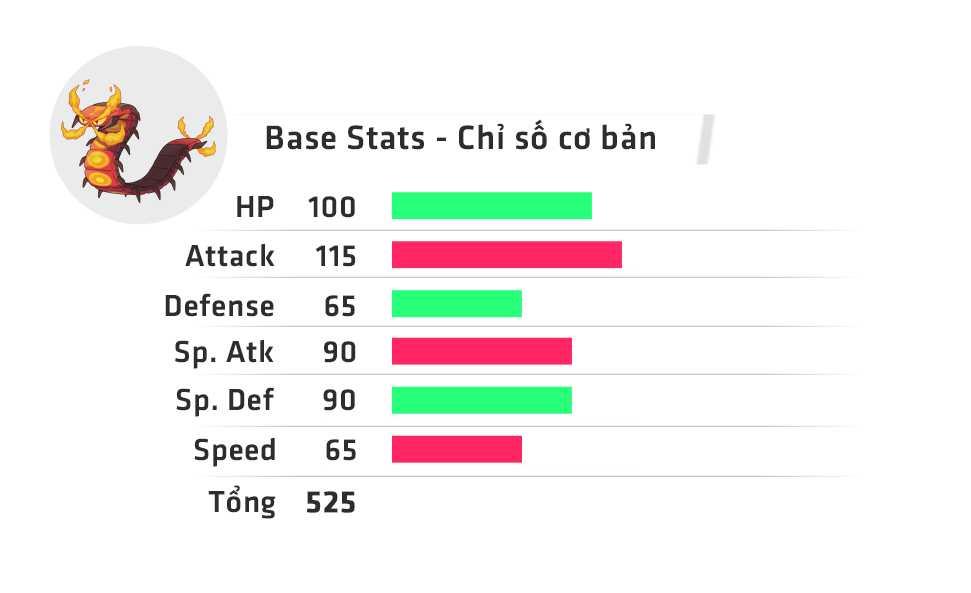 Base Stats - Chỉ số cơ bản
HP 100
Attack 115
Defense 65
Sp. Atk 90
Sp. Def 90
Speed 65
Tổng 525